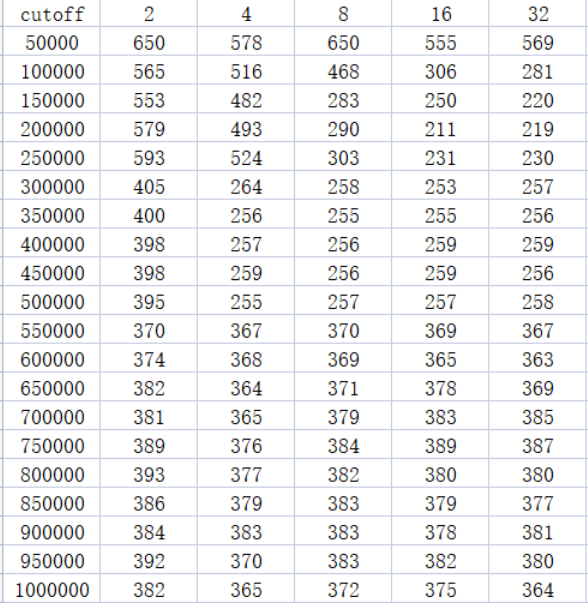 cutoff 2 4 8 16 32
50000 650 578 650 555 569
100000 565 516 468 306 281
150000 553 482 283 250 220
200000 579 493 290 211 219
250000 593 524 303 231 230
300000 405 264 258 253 257
350000 400 256 255 255 256
400000 398 257 256 259 259
450000 398 259 256 259 256
500000 395 255 257 257 258
550000 370 367 370 369 367
600000 374 368 369 365 363
650000 382 364 371 378 369
700000 381 365 379 383 385
750000 389 376 384 389 387
800000 393 377 382 380 380
850000 386 379 383 379 377
900000 384 383 383 378 381
950000 392 370 383 382 380
1000000 382 365 372 375 364